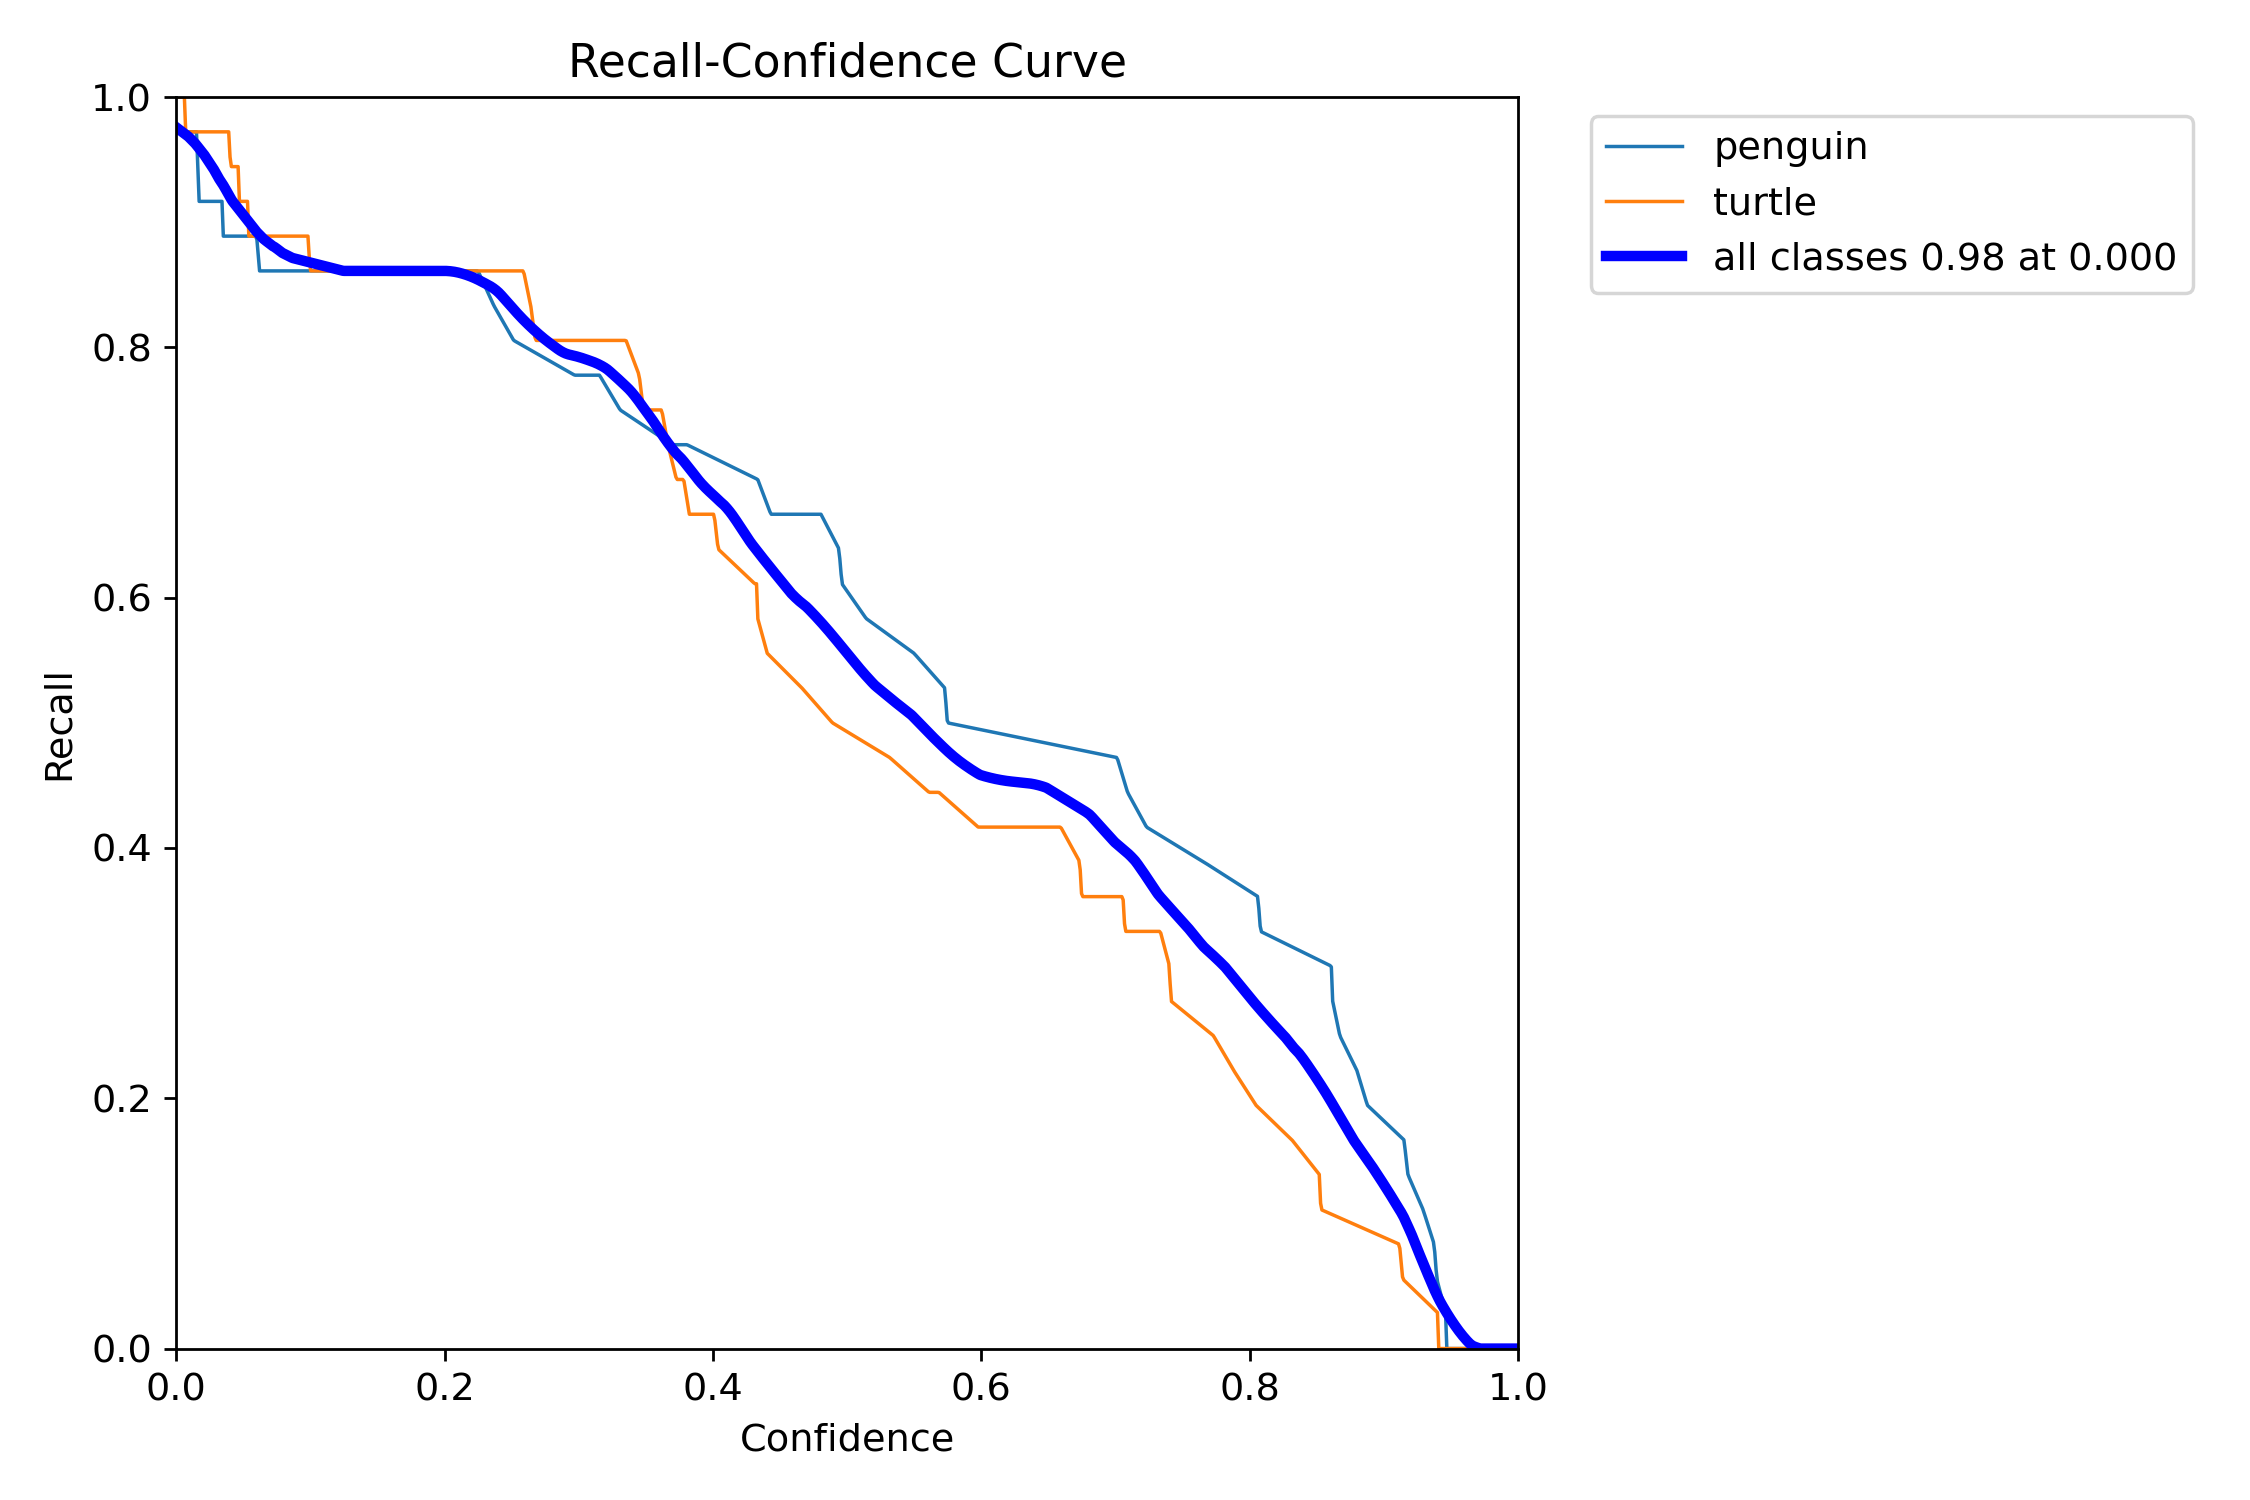 Recall-Confidence Curve
1.0
0.8
0.6
0.4
0.2
0.0
Recall
0.0 0.2 0.4 0.6 0.8 1.0
Confidence
penguin
turtle
all classes 0.98 at 0.000